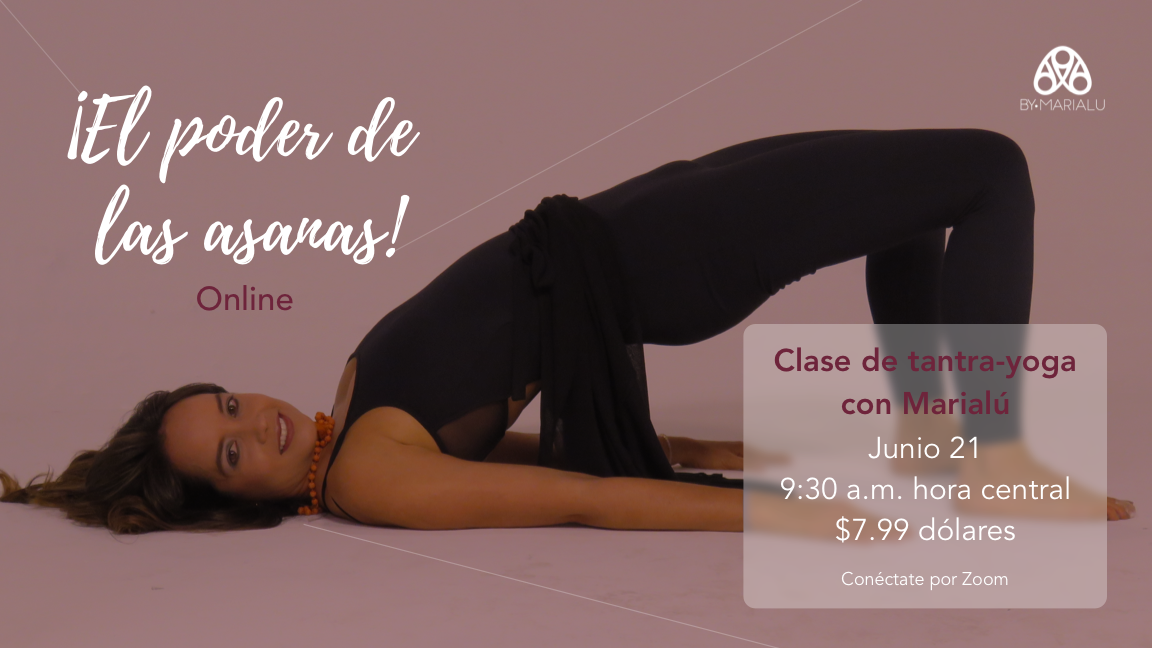 ¡El poder de
las asanas!
Online
BY•MARIALU
Clase de tantra-yoga
con Marialú
Junio 21
9:30 a.m. hora central
$7.99 dólares
Conéctate por Zoom